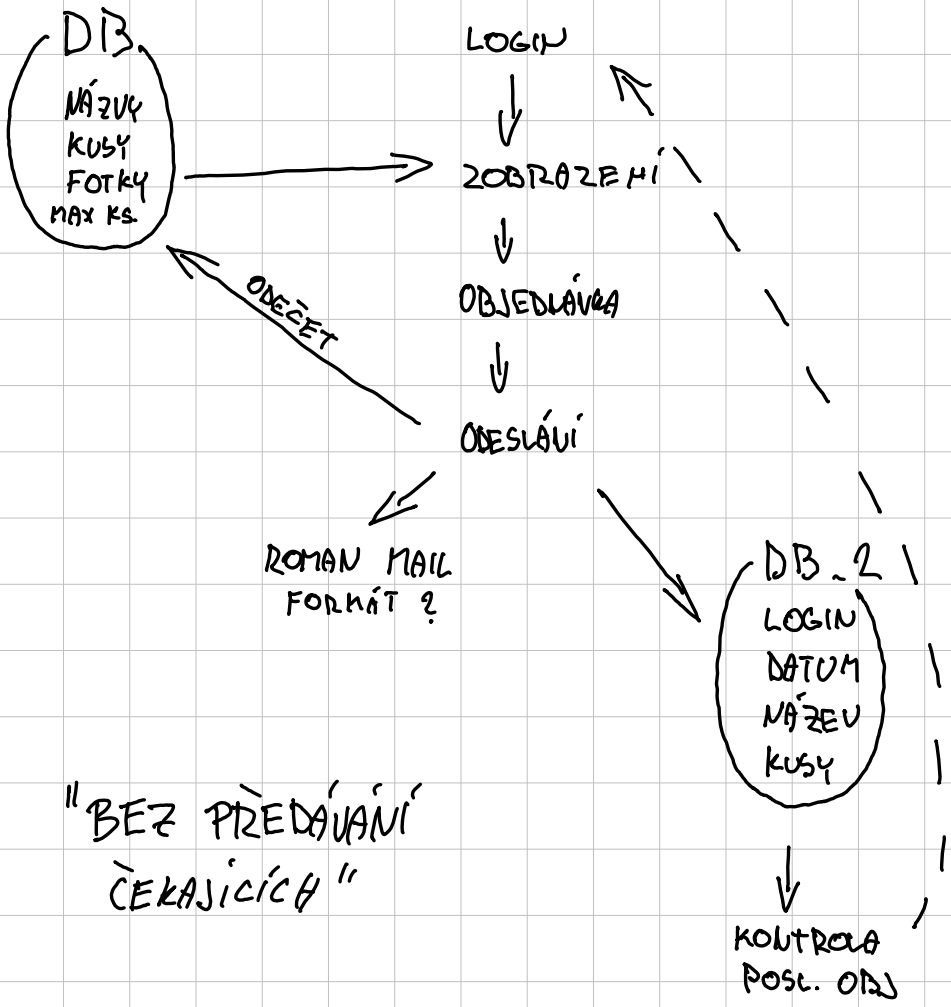 DB
NÁZVY
KUSY
FOTKY
MAX KS.
LOGIN
ZOBRAZENÍ
OBJEDNÁVKA
ODEČET
ODESLÁNÍ
ROMAN MAIL
FORMÁT ?
DB_2
LOGIN
DATUM
NÁZEV
KUSY
KONTROLA
POSL. OBJ
"BEZ PŘEDÁVÁNÍ
ČEKAJÍCÍCH"